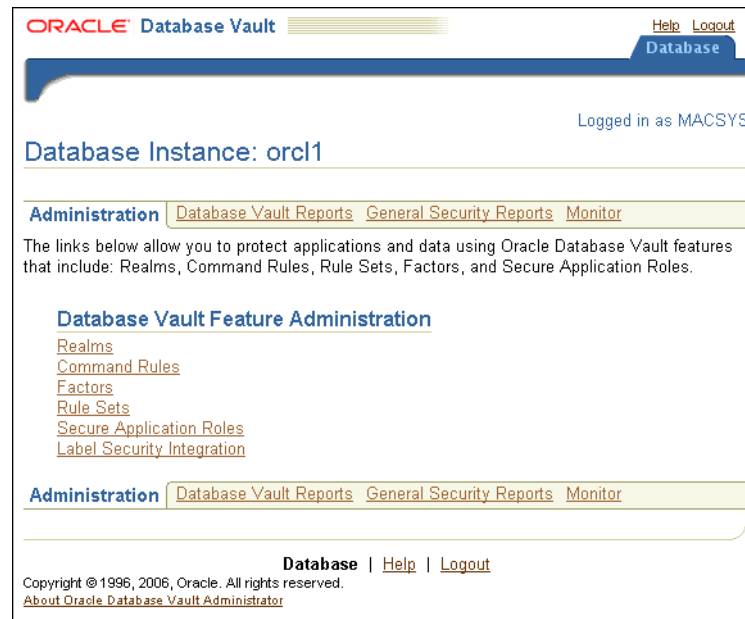 ORACLE Database Vault
Help Logout
Database
Logged in as MACSYS
Database Instance: orcl1
Administration Database Vault Reports General Security Reports Monitor
The links below allow you to protect applications and data using Oracle Database Vault features
that include: Realms, Command Rules, Rule Sets, Factors, and Secure Application Roles.
Database Vault Feature Administration
Realms
Command Rules
Factors
Rule Sets
Secure Application Roles
Label Security Integration
Administration Database Vault Reports General Security Reports Monitor
Database | Help | Logout
Copyright © 1996, 2006, Oracle. All rights reserved.
About Oracle Database Vault Administrator